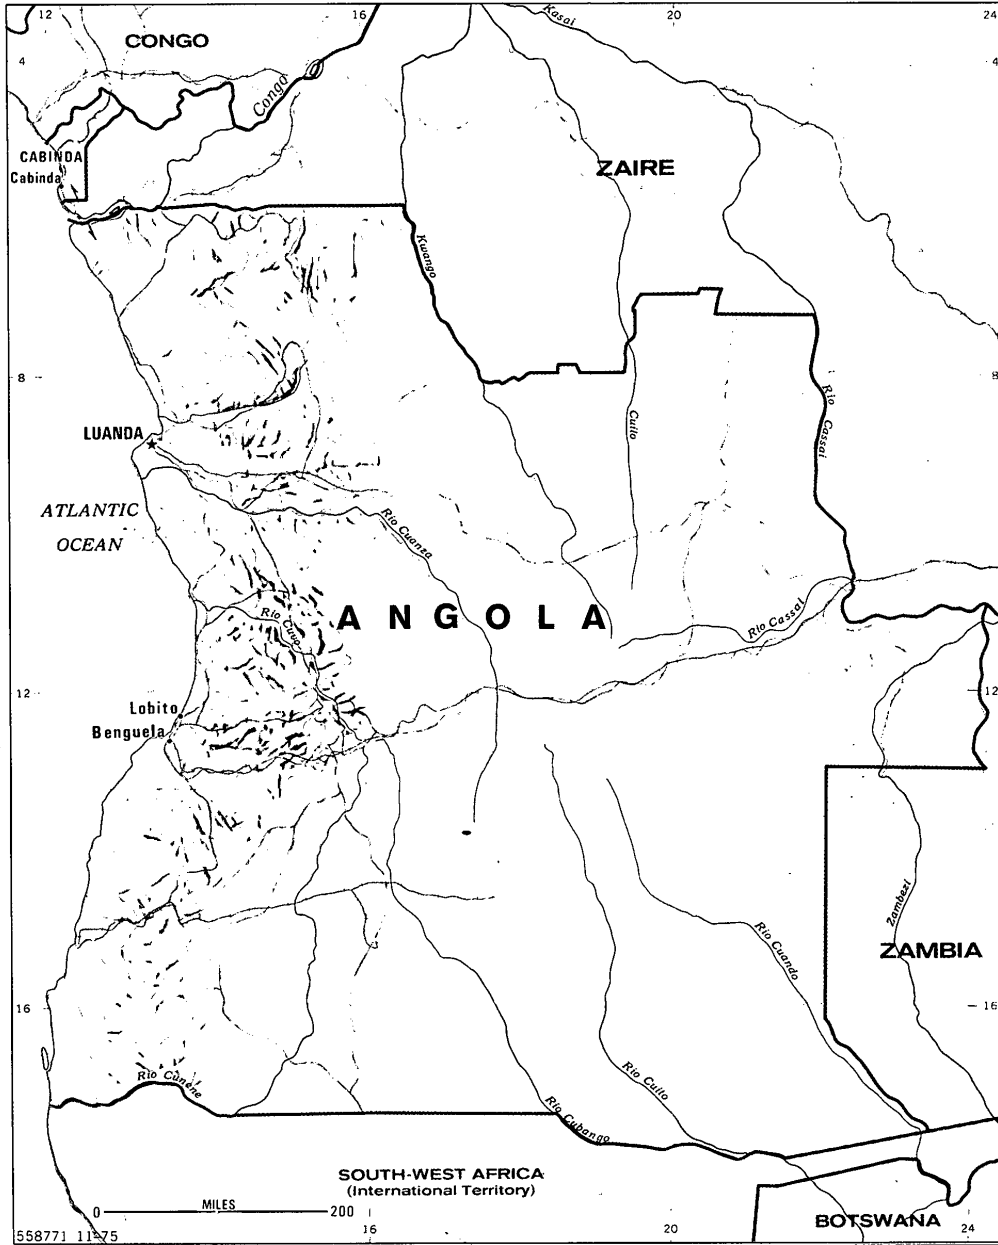 12 16 20 24
Kasai
CONGO
4 4
Congo
CABINDA
Cabinda
ZAIRE
Kwango
8 8
Rio Cassai
Cuilo
LUANDA
ATLANTIC
OCEAN
Rio Cuanza
ANGOLA
Rio Cuvo
Rio Cassai
12 12
Lobito
Benguela
Zambezi
Rio Cuando
ZAMBIA
16 16
Rio Cunene
Rio Cuito
Rio Cubango
SOUTH-WEST AFRICA
(International Territory)
0 MILES 200
BOTSWANA
558771 11-75
16 20 24